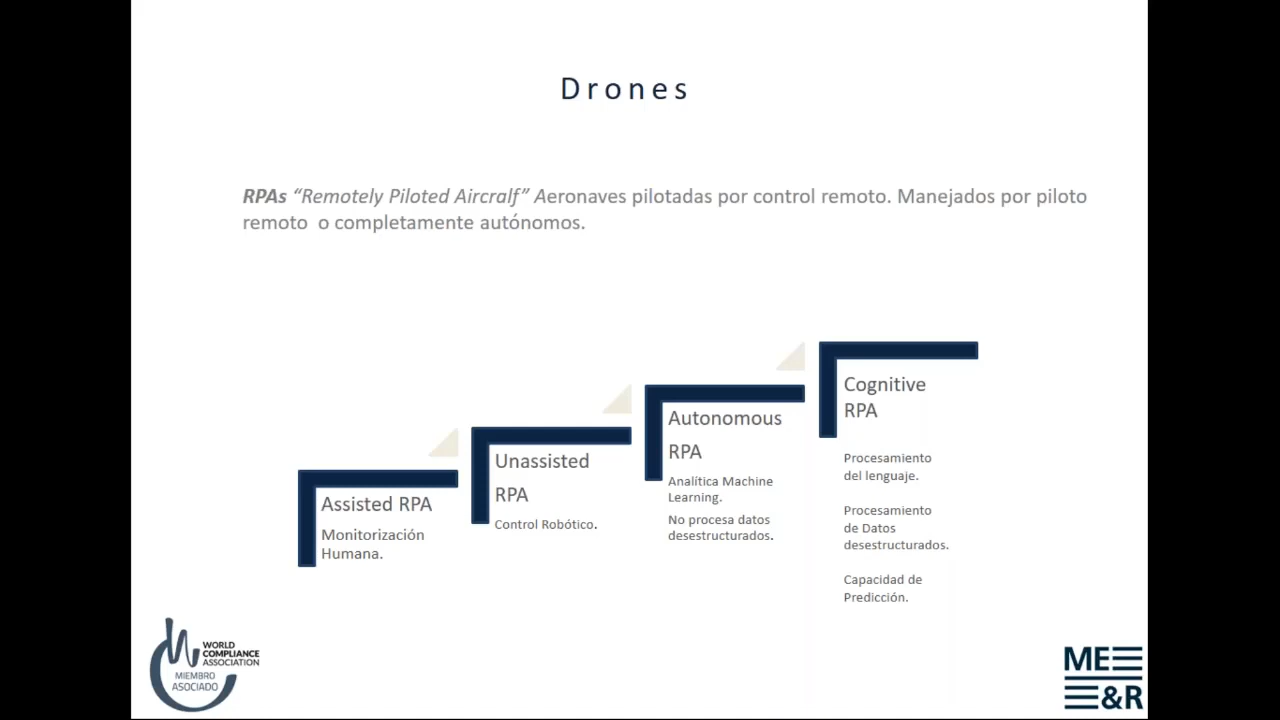 Drones
RPAs “Remotely Piloted Aircralf” Aeronaves pilotadas por control remoto. Manejados por piloto
remoto o completamente autónomos.
Assisted RPA
Monitorización
Humana.
Unassisted
RPA
Control Robótico.
Autonomous
RPA
Analítica Machine
Learning.
No procesa datos
desestructurados.
Cognitive
RPA
Procesamiento
del lenguaje.
Procesamiento
de Datos
desestructurados.
Capacidad de
Predicción.
WORLD
COMPLIANCE
ASSOCIATION
MIEMBRO
ASOCIADO
ME
&R